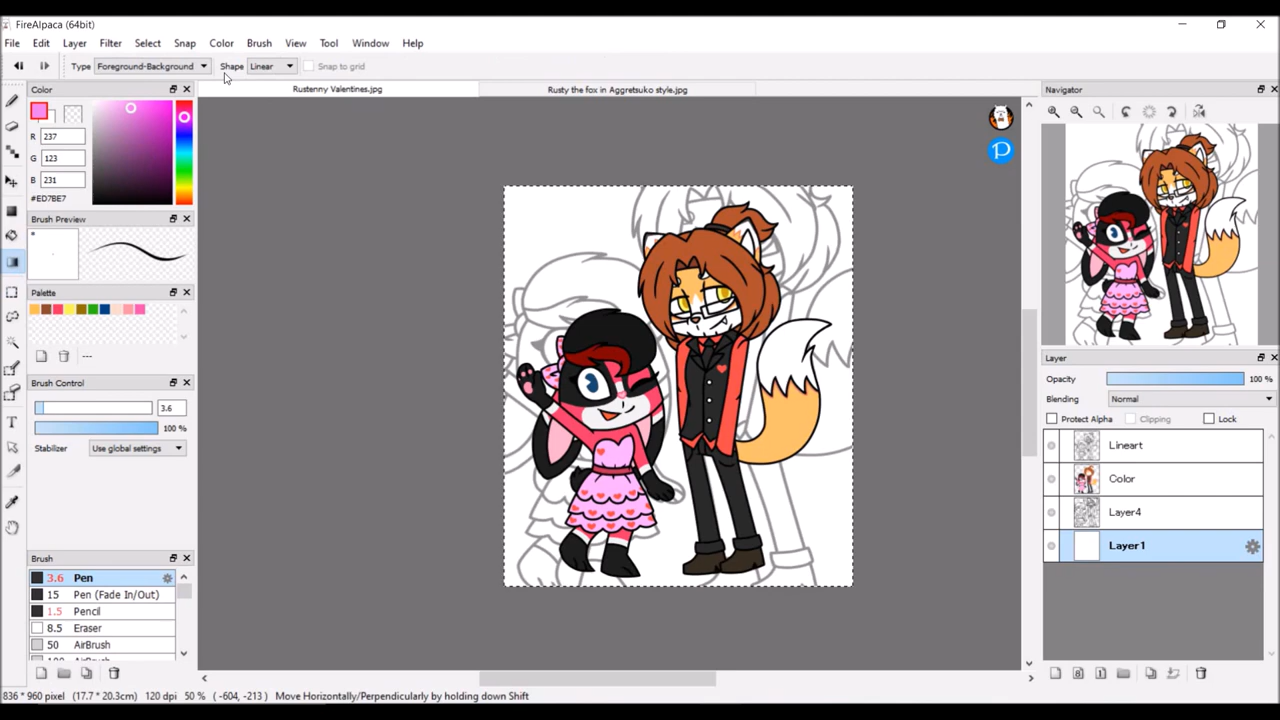 FireAlpaca (64bit)
File Edit Layer Filter Select Snap Color Brush View Tool Window Help
Type Foreground-Background Shape Linear Snap to grid
Color
Rustenny Valentines.jpg
Rusty the fox in Aggretsuko style.jpg
Navigator
R 237
G 123
B 231
#ED7BE7
Brush Preview
Palette
---
Brush Control
3.6
100 %
Stabilizer Use global settings
Brush
3.6 Pen
15 Pen (Fade In/Out)
1.5 Pencil
8.5 Eraser
50 AirBrush
Layer
Opacity 100 %
Blending Normal
Protect Alpha Clipping Lock
Lineart
Color
Layer4
Layer1
836 * 960 pixel (17.7 * 20.3cm) 120 dpi 50 % ( -604, -213 ) Move Horizontally/Perpendicularly by holding down Shift